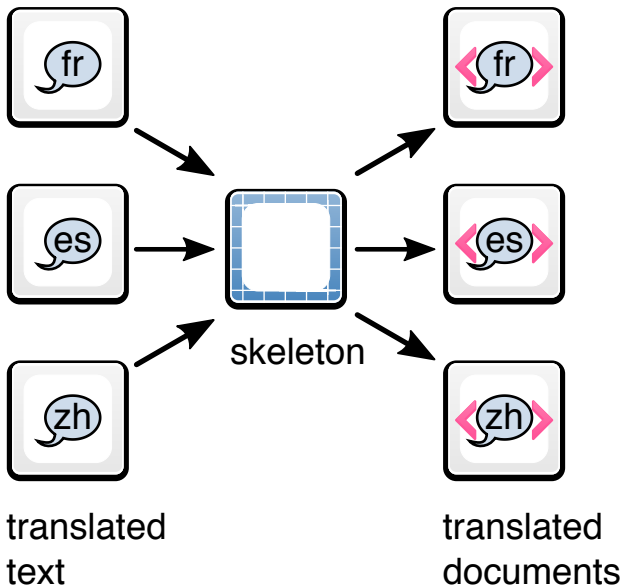 fr
fr
es
es
skeleton
zh
zh
translated
text
translated
documents